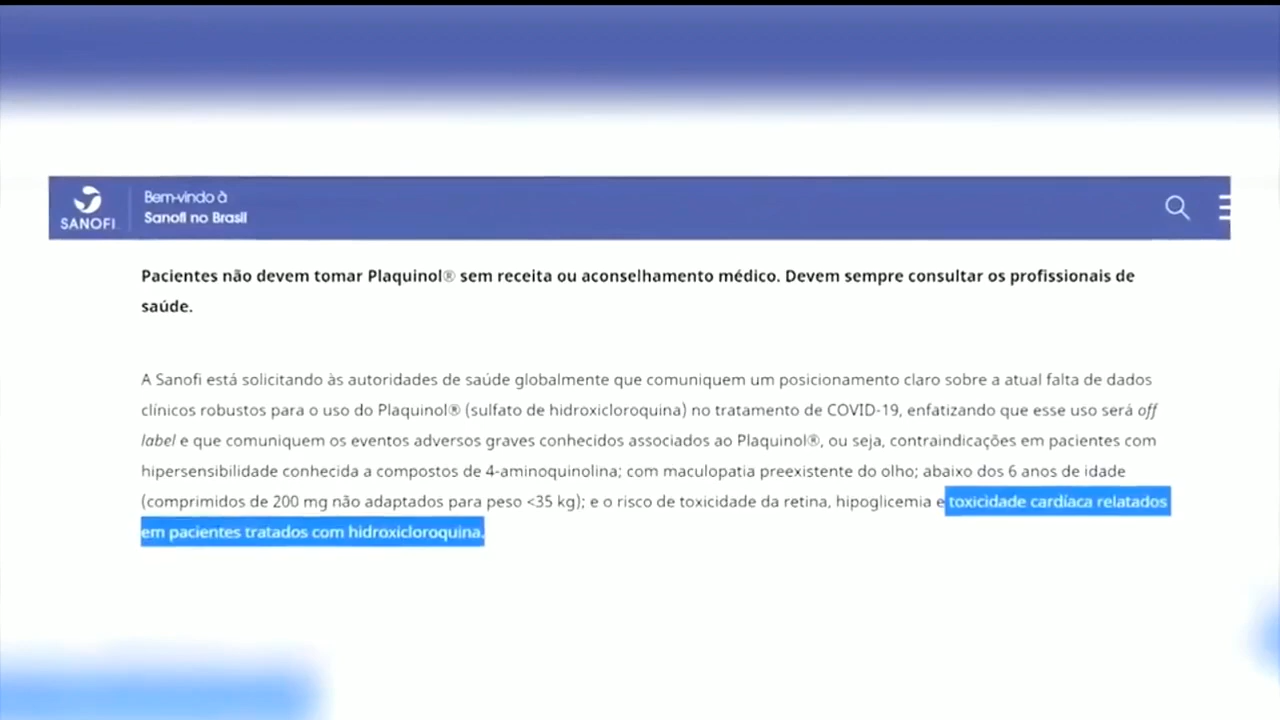 SANOFI
Bem-vindo à
Sanofi no Brasil
Pacientes não devem tomar Plaquinol® sem receita ou aconselhamento médico. Devem sempre consultar os profissionais de
saúde.
A Sanofi está solicitando às autoridades de saúde globalmente que comuniquem um posicionamento claro sobre a atual falta de dados
clínicos robustos para o uso do Plaquinol® (sulfato de hidroxicloroquina) no tratamento de COVID-19, enfatizando que esse uso será off
label e que comuniquem os eventos adversos graves conhecidos associados ao Plaquinol®, ou seja, contraindicações em pacientes com
hipersensibilidade conhecida a compostos de 4-aminoquinolina; com maculopatia preexistente do olho; abaixo dos 6 anos de idade
(comprimidos de 200 mg não adaptados para peso <35 kg); e o risco de toxicidade da retina, hipoglicemia e toxicidade cardíaca relatados
em pacientes tratados com hidroxicloroquina.